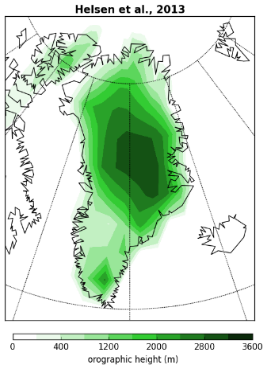 Helsen et al., 2013
0 400 1200 2000 2800 3600
orographic height (m)